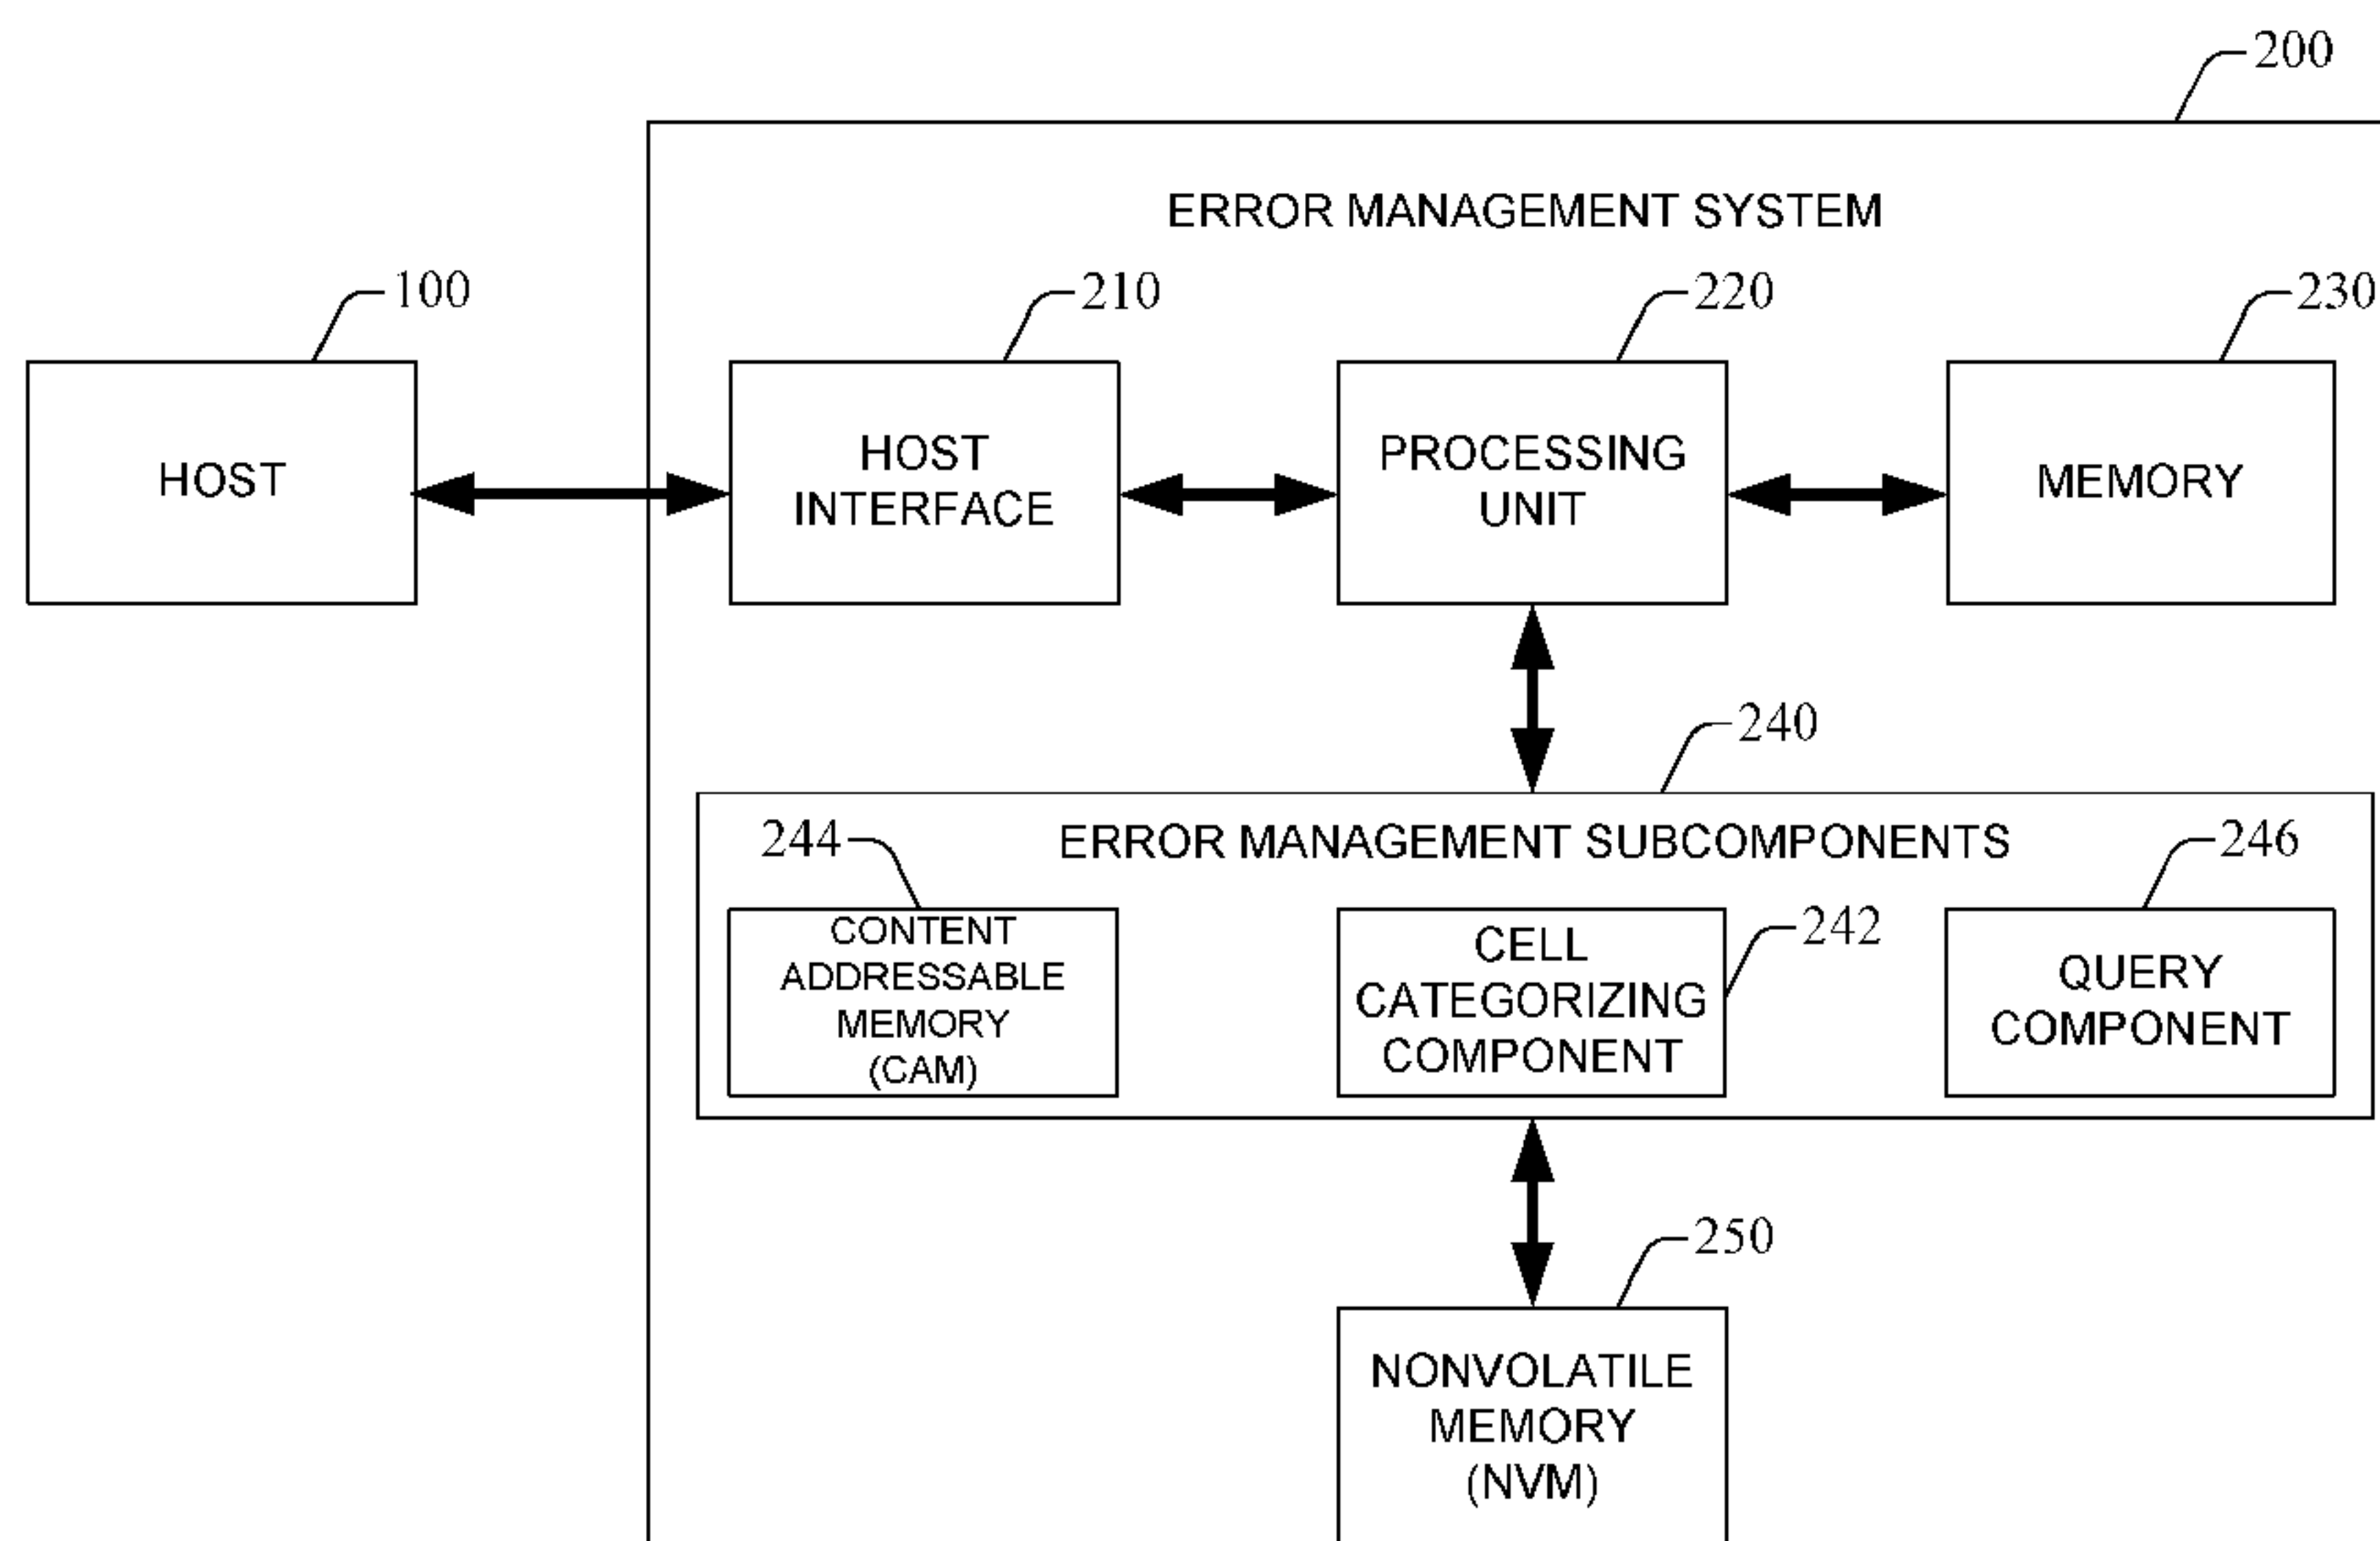 200
ERROR MANAGEMENT SYSTEM
100
210
220
230
HOST
HOST
INTERFACE
PROCESSING
UNIT
MEMORY
240
ERROR MANAGEMENT SUBCOMPONENTS
244
246
CONTENT
ADDRESSABLE
MEMORY
(CAM)
CELL
CATEGORIZING
COMPONENT
242
QUERY
COMPONENT
250
NONVOLATILE
MEMORY
(NVM)